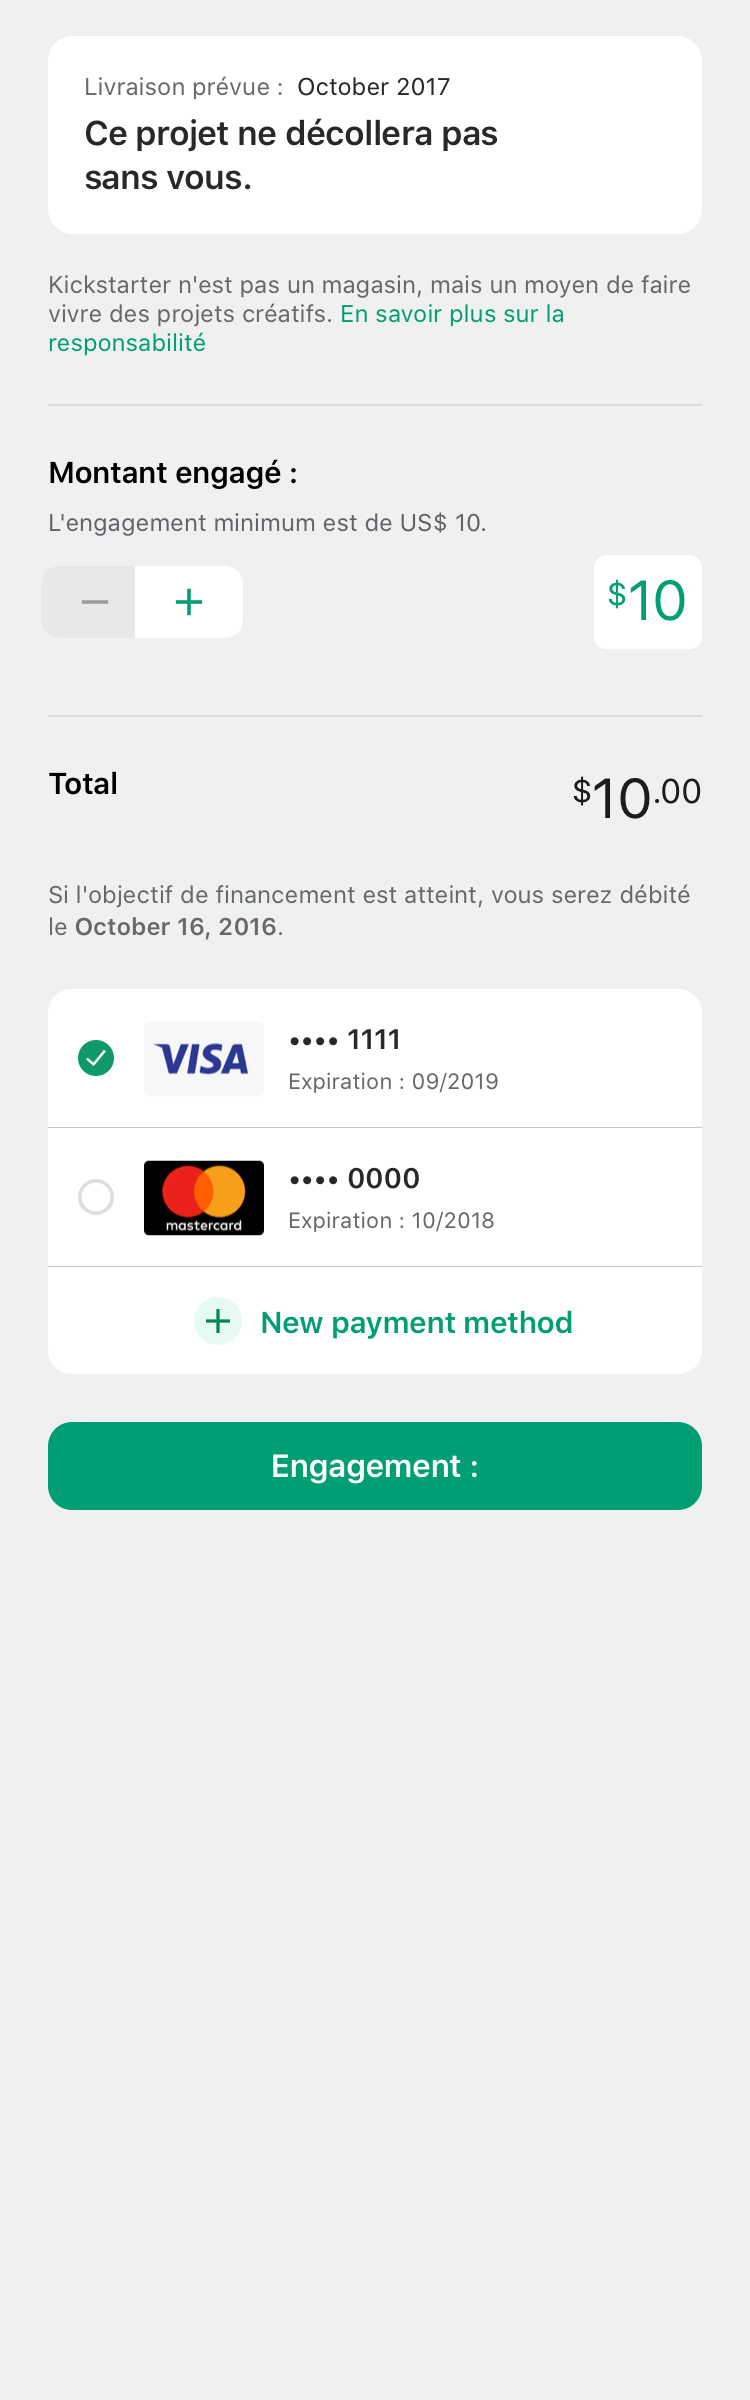 Livraison prévue : October 2017
Ce projet ne décollera pas
sans vous.
Kickstarter n'est pas un magasin, mais un moyen de faire
vivre des projets créatifs. En savoir plus sur la
responsabilité
Montant engagé :
L'engagement minimum est de US$ 10.
− +
$10
Total
$10.00
Si l'objectif de financement est atteint, vous serez débité
le October 16, 2016.
VISA
•••• 1111
Expiration : 09/2019
mastercard
•••• 0000
Expiration : 10/2018
+ New payment method
Engagement :